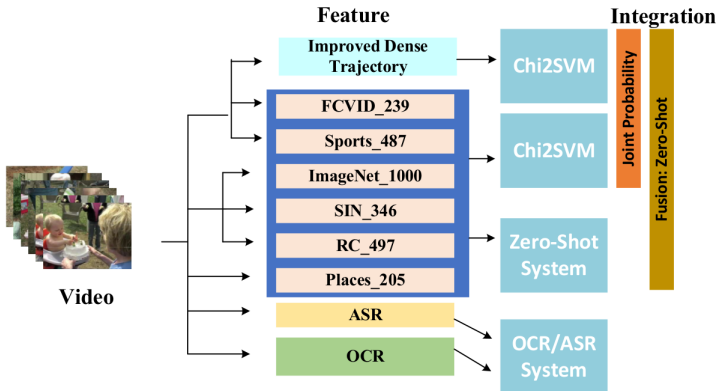 Feature
Integration
Improved Dense
Trajectory
Chi2SVM
FCVID_239
Sports_487
ImageNet_1000
SIN_346
RC_497
Places_205
Chi2SVM
Zero-Shot
System
Joint Probability
Fusion: Zero-Shot
Video
ASR
OCR
OCR/ASR
System